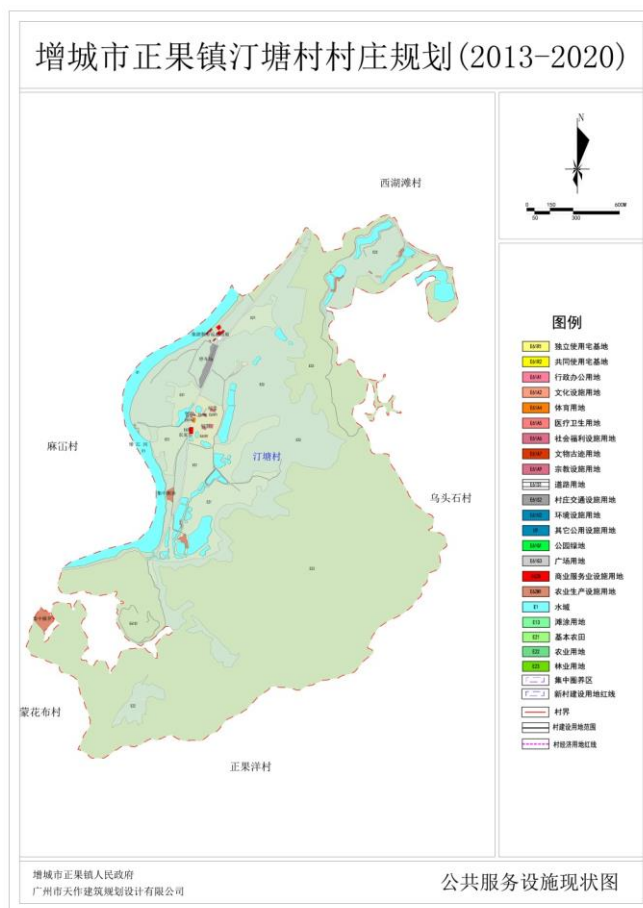 增城市正果镇汀塘村村庄规划(2013-2020)
N
0 150 600M
50 300
西湖滩村
麻冚村
汀塘村
乌头石村
蒙花布村
正果洋村
图例
独立使用宅基地
共同使用宅基地
行政办公用地
文化设施用地
体育用地
医疗卫生用地
社会福利设施用地
文物古迹用地
宗教设施用地
道路用地
村庄交通设施用地
环境设施用地
其它公用设施用地
公园绿地
广场用地
商业服务业设施用地
农业生产设施用地
E1 水域
E13 滩涂用地
E21 基本农田
E22 农业用地
E23 林业用地
集中圈养区
新村建设用地红线
村界
村建设用地范围
村经济用地红线
增城市正果镇人民政府
广州市天作建筑规划设计有限公司
公共服务设施现状图